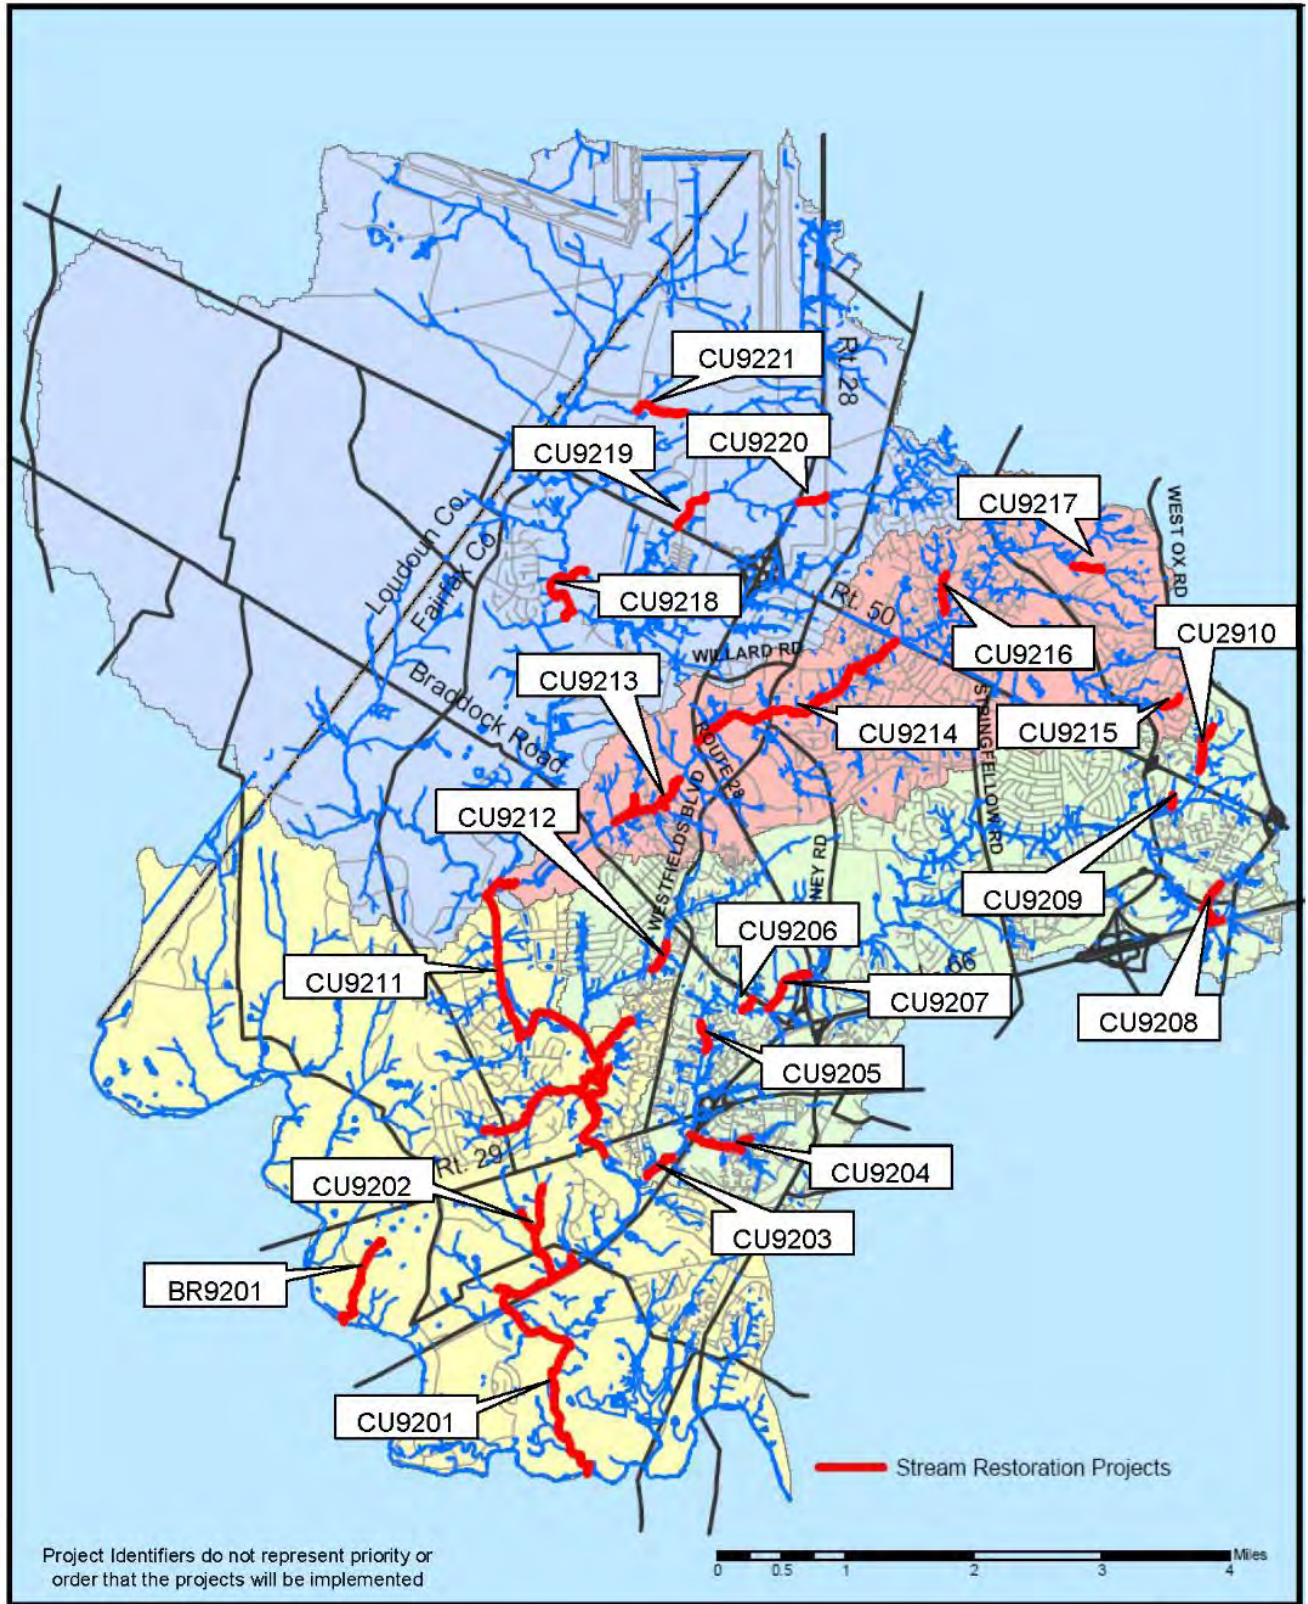 CU9221
Rt. 28
CU9220
CU9219
CU9217
WEST OX RD
Loudoun Co.
Fairfax Co.
CU9218
Rt. 50
CU2910
WILLARD RD
CU9216
CU9213
Braddock Road
STRINGFELLOW RD
CU9215
CU9214
ROUTE 28
WESTFIELDS BLVD
CU9212
NEY RD
CU9209
CU9206
66
CU9211
CU9207
CU9208
CU9205
Rt. 29
CU9204
CU9202
CU9203
BR9201
CU9201
Stream Restoration Projects
Project Identifiers do not represent priority or
order that the projects will be implemented
Miles
0 0.5 1 2 3 4